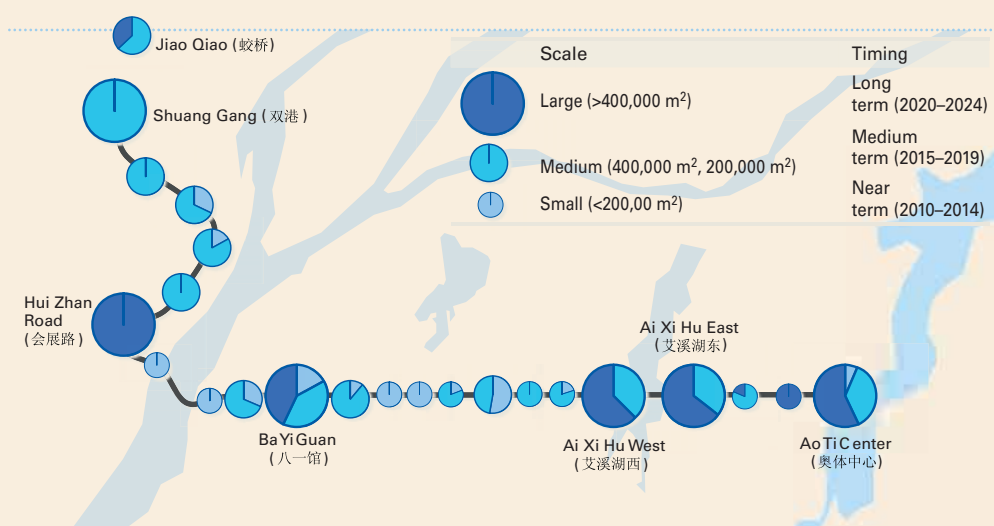 Jiao Qiao (蛟桥)
Scale
Timing
Large (>400,000 m²)
Long
term (2020–2024)
Shuang Gang (双港)
Medium (400,000 m², 200,000 m²)
Medium
term (2015–2019)
Small (<200,00 m²)
Near
term (2010–2014)
Hui Zhan
Road
(会展路)
Ai Xi Hu East
(艾溪湖东)
Ba Yi Guan
(八一馆)
Ai Xi Hu West
(艾溪湖西)
Ao Ti Center
(奥体中心)